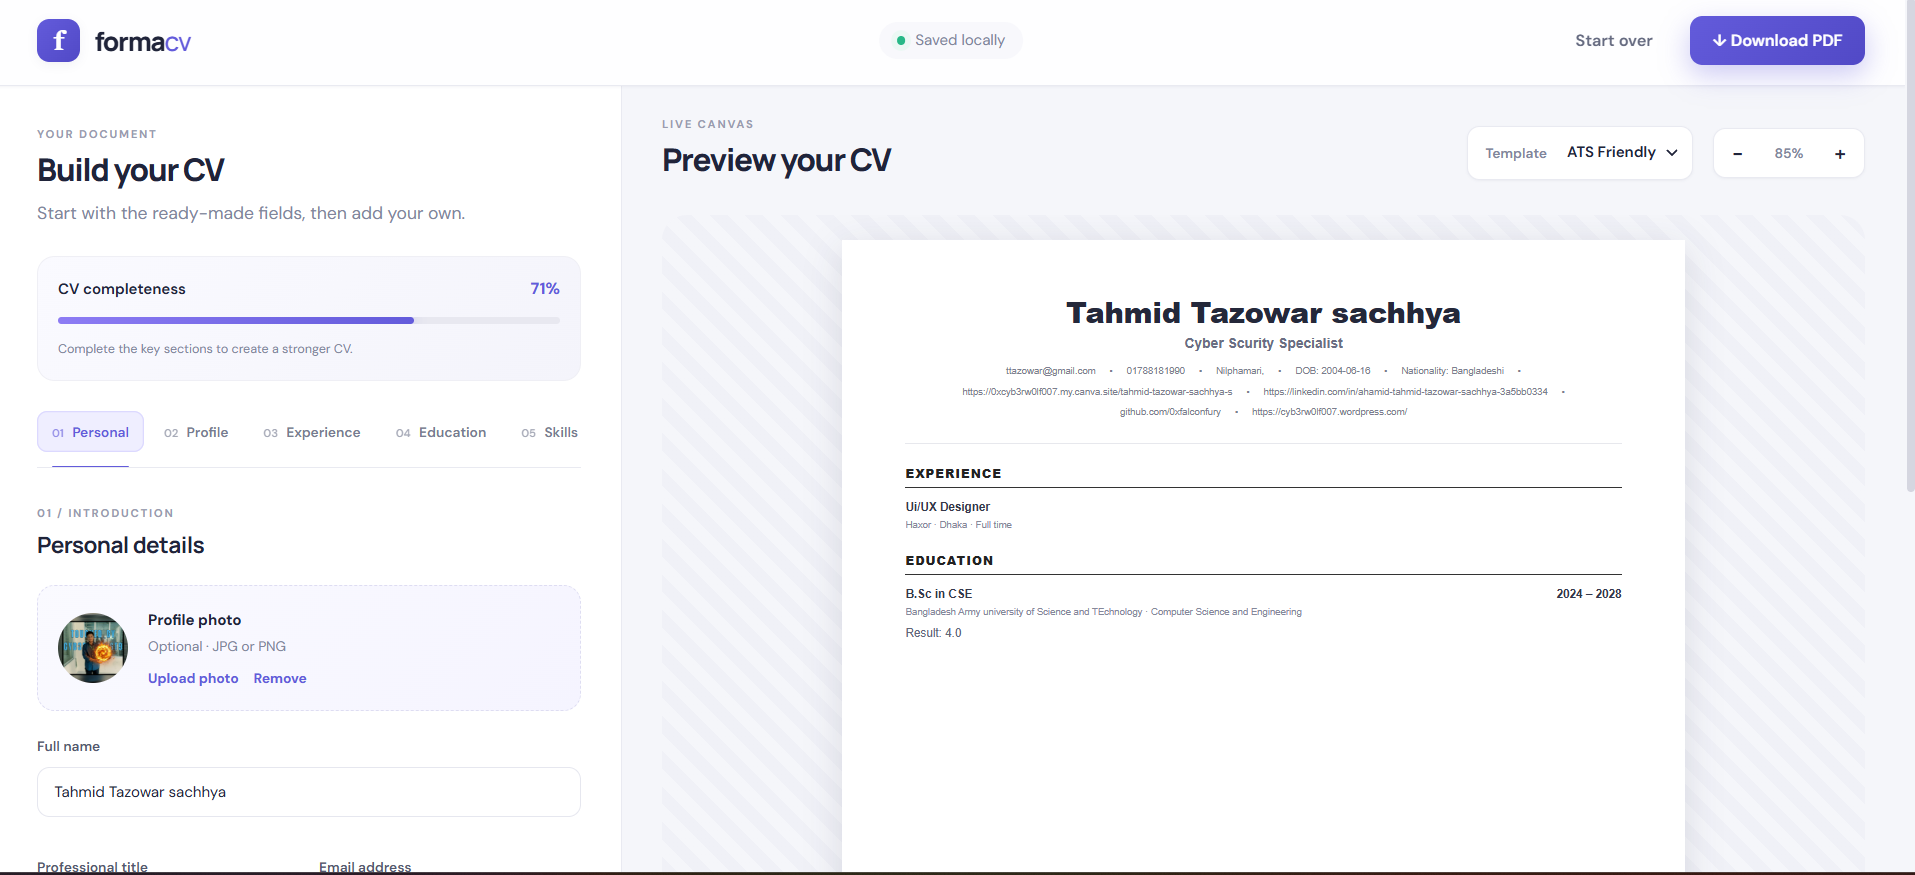 f formacv
Saved locally
Start over
↓ Download PDF
YOUR DOCUMENT
Build your CV
Start with the ready-made fields, then add your own.
CV completeness 71%
Complete the key sections to create a stronger CV.
01 Personal 02 Profile 03 Experience 04 Education 05 Skills
01 / INTRODUCTION
Personal details
Profile photo
Optional · JPG or PNG
Upload photo Remove
Full name
Tahmid Tazowar sachhya
Professional title Email address
LIVE CANVAS
Preview your CV
Template ATS Friendly
− 85% +
Tahmid Tazowar sachhya
Cyber Scurity Specialist
ttazowar@gmail.com • 01788181990 • Nilphamari, • DOB: 2004-06-16 • Nationality: Bangladeshi •
https://0xcyb3rw0lf007.my.canva.site/tahmid-tazowar-sachhya-s • https://linkedin.com/in/ahamid-tahmid-tazowar-sachhya-3a5bb0334 •
github.com/0xfalconfury • https://cyb3rw0lf007.wordpress.com/
EXPERIENCE
Ui/UX Designer
Haxor · Dhaka · Full time
EDUCATION
B.Sc in CSE 2024 – 2028
Bangladesh Army university of Science and TEchnology · Computer Science and Engineering
Result: 4.0